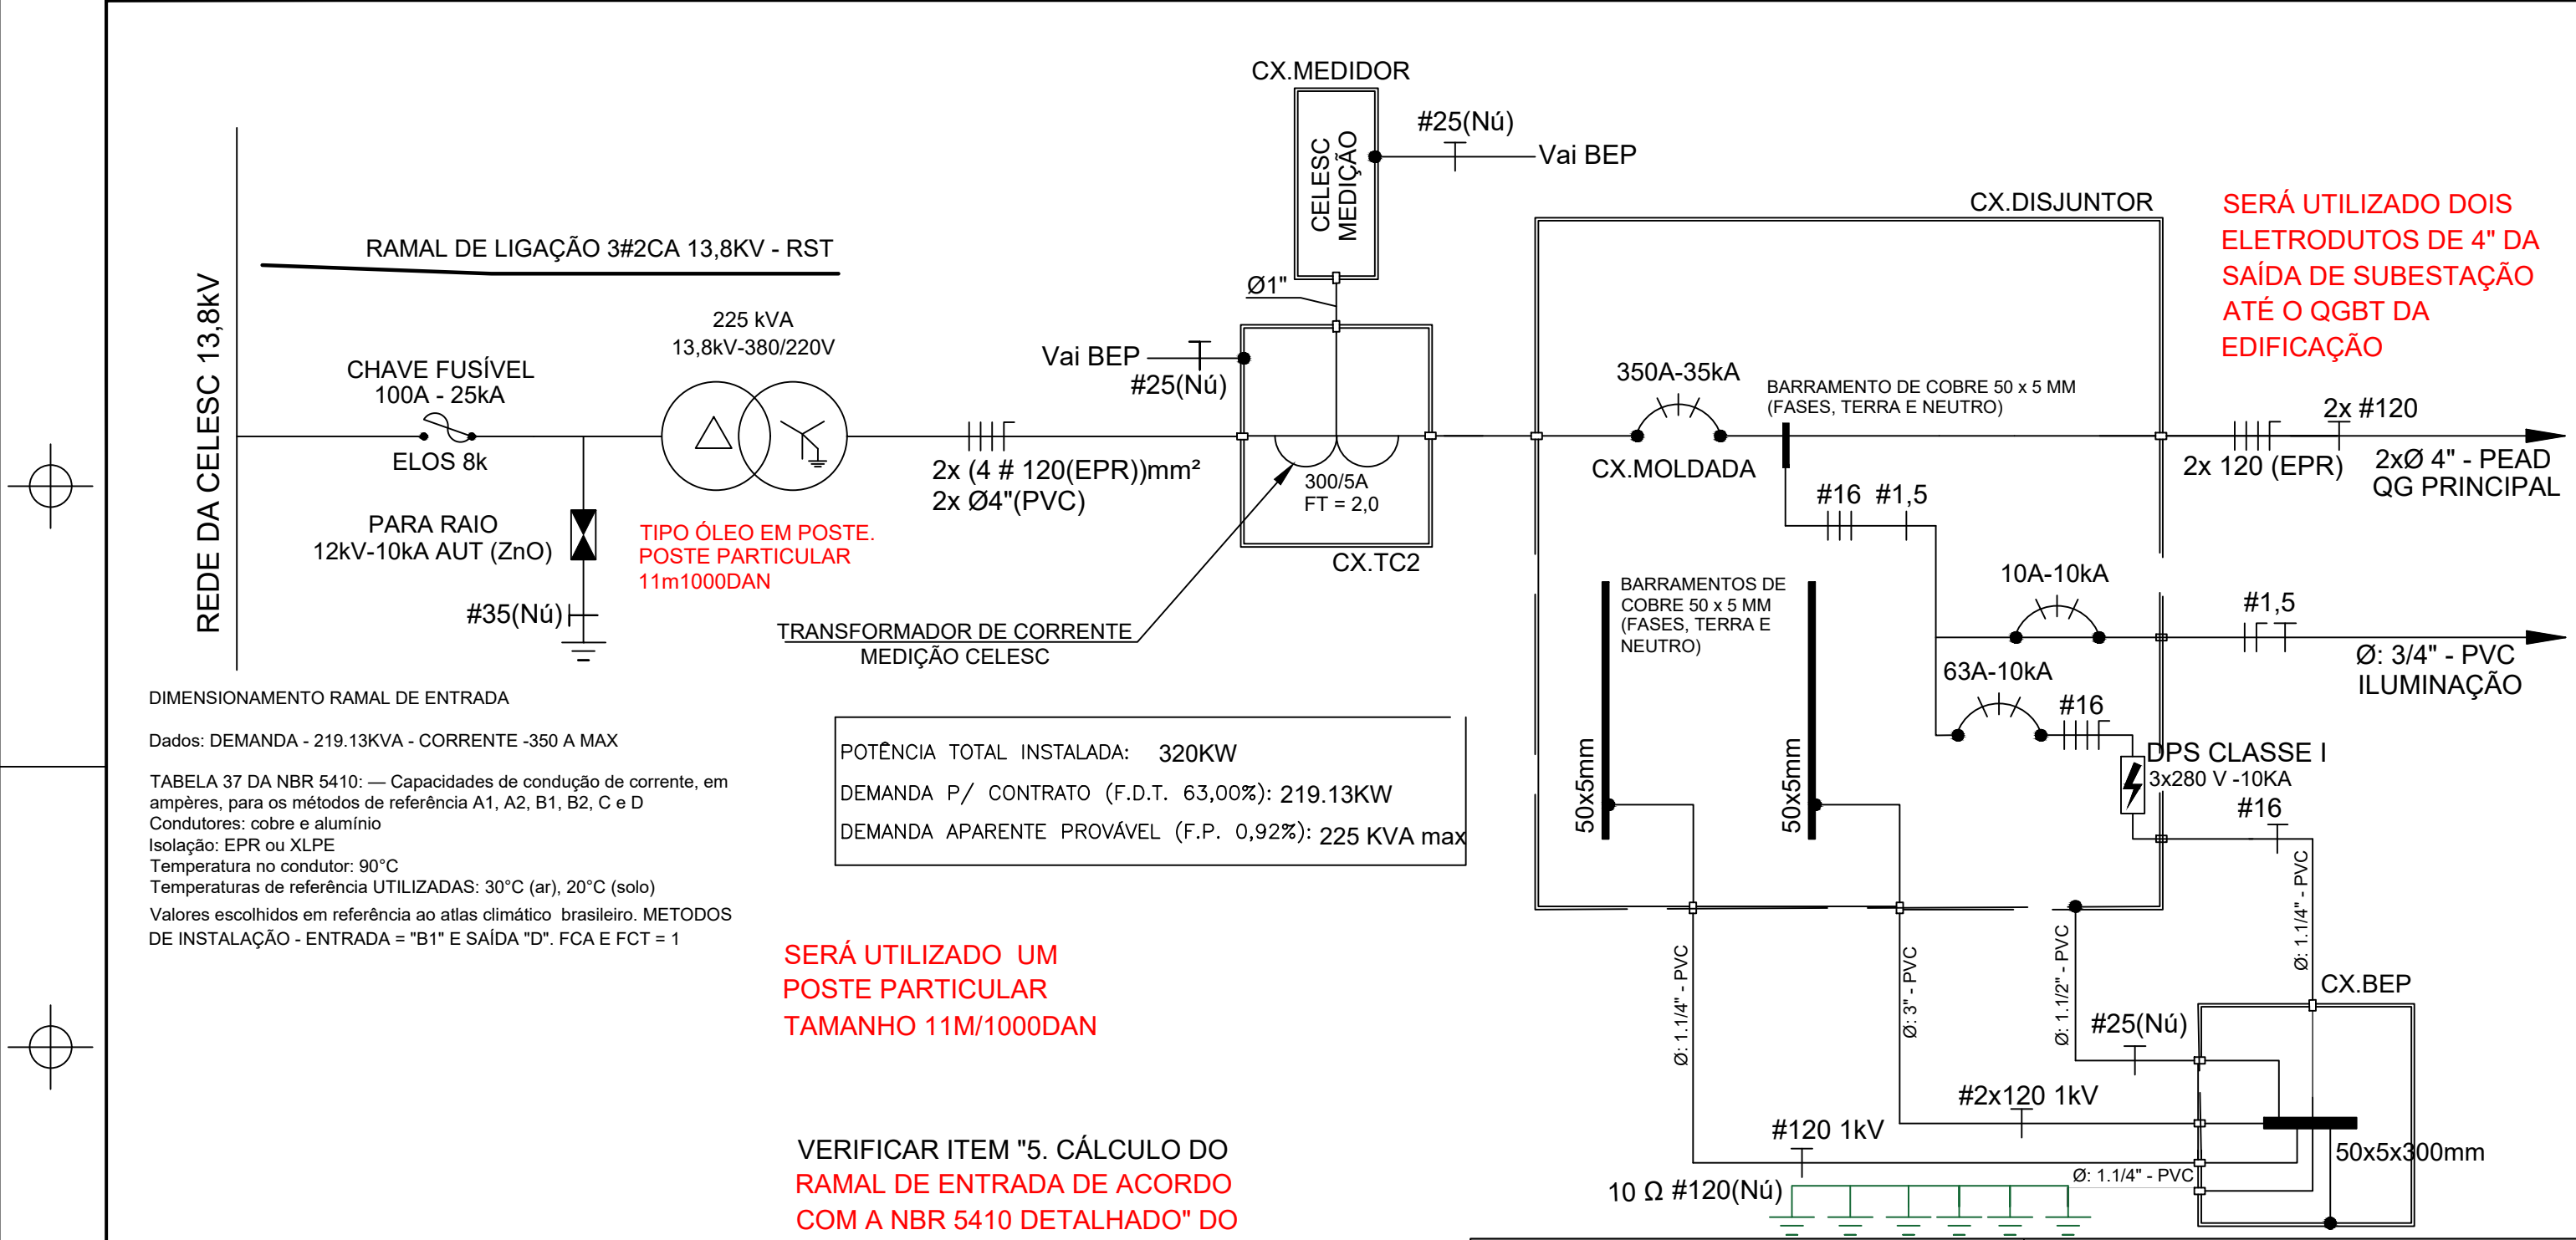 CX.MEDIDOR
CELESC
MEDIÇÃO
#25(Nú)
Vai BEP
Ø1"
REDE DA CELESC 13,8kV
RAMAL DE LIGAÇÃO 3#2CA 13,8KV - RST
CHAVE FUSÍVEL
100A - 25kA
ELOS 8k
225 kVA
13,8kV-380/220V
PARA RAIO
12kV-10kA AUT (ZnO)
#35(Nú)
TIPO ÓLEO EM POSTE.
POSTE PARTICULAR
11m1000DAN
Vai BEP
#25(Nú)
2x (4 # 120(EPR))mm²
2x Ø4"(PVC)
300/5A
FT = 2,0
CX.TC2
TRANSFORMADOR DE CORRENTE
MEDIÇÃO CELESC
CX.DISJUNTOR
350A-35kA
CX.MOLDADA
BARRAMENTO DE COBRE 50 x 5 MM
(FASES, TERRA E NEUTRO)
#16 #1,5
SERÁ UTILIZADO DOIS
ELETRODUTOS DE 4" DA
SAÍDA DE SUBESTAÇÃO
ATÉ O QGBT DA
EDIFICAÇÃO
2x #120
2x 120 (EPR)
2xØ 4" - PEAD
QG PRINCIPAL
BARRAMENTOS DE
COBRE 50 x 5 MM
(FASES, TERRA E
NEUTRO)
50x5mm
50x5mm
10A-10kA
#1,5
Ø: 3/4" - PVC
ILUMINAÇÃO
63A-10kA
#16
DPS CLASSE I
3x280 V -10KA
#16
DIMENSIONAMENTO RAMAL DE ENTRADA
Dados: DEMANDA - 219.13KVA - CORRENTE -350 A MAX
TABELA 37 DA NBR 5410: — Capacidades de condução de corrente, em
ampères, para os métodos de referência A1, A2, B1, B2, C e D
Condutores: cobre e alumínio
Isolação: EPR ou XLPE
Temperatura no condutor: 90°C
Temperaturas de referência UTILIZADAS: 30°C (ar), 20°C (solo)
Valores escolhidos em referência ao atlas climático brasileiro. METODOS
DE INSTALAÇÃO - ENTRADA = "B1" E SAÍDA "D". FCA E FCT = 1
POTÊNCIA TOTAL INSTALADA: 320KW
DEMANDA P/ CONTRATO (F.D.T. 63,00%): 219.13KW
DEMANDA APARENTE PROVÁVEL (F.P. 0,92%): 225 KVA max
SERÁ UTILIZADO UM
POSTE PARTICULAR
TAMANHO 11M/1000DAN
VERIFICAR ITEM "5. CÁLCULO DO
RAMAL DE ENTRADA DE ACORDO
COM A NBR 5410 DETALHADO" DO
Ø: 1.1/4" - PVC
Ø: 3" - PVC
Ø: 1.1/2" - PVC
Ø: 1.1/4" - PVC
CX.BEP
#25(Nú)
#2x120 1kV
#120 1kV
50x5x300mm
Ø: 1.1/4" - PVC
10 Ω #120(Nú)